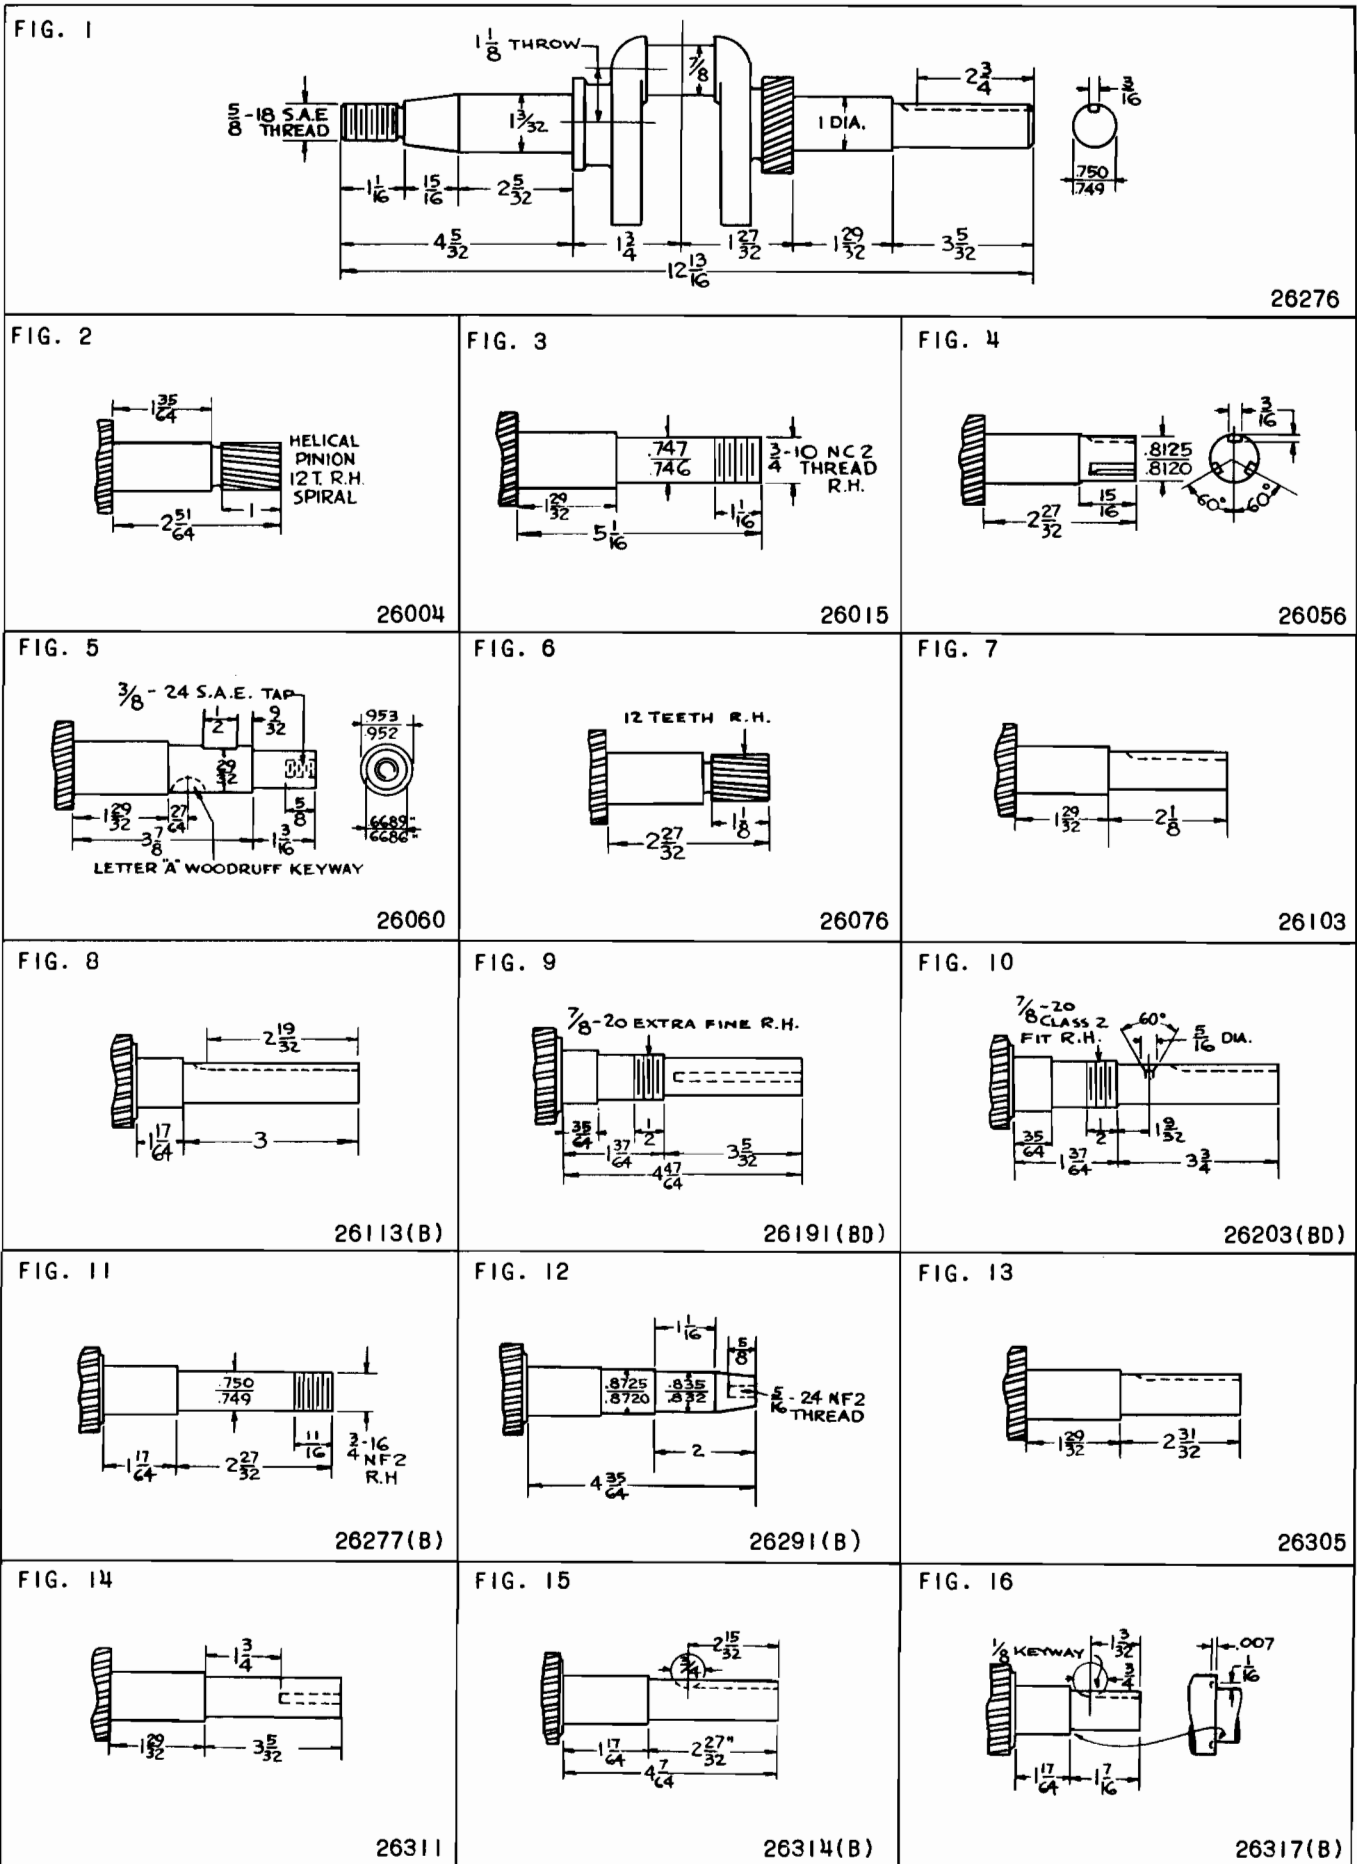 FIG. 1
1 1/8 THROW
7/8
2 3/4
3/16
5/8 -18 S.A.E
THREAD
1 3/32
1 DIA.
.750
.749
1 1/16
15/16
2 5/32
4 5/32
1 3/4
1 27/32
1 29/32
3 5/32
12 13/16
26276
FIG. 2
1 35/64
HELICAL
PINION
12 T. R.H.
SPIRAL
1
2 51/64
26004
FIG. 3
.747
.746
3/4 -10 NC 2
THREAD
R.H.
1 29/32
1 1/16
5 1/16
26015
FIG. 4
3/16
.8125
.8120
15/16
2 27/32
60° 60°
26056
FIG. 5
3/8 - 24 S.A.E. TAP
1/2
9/32
.953
.952
29/32
5/8
1 29/32
27/64
3 7/8
1 3/16
.6689"
.6686"
LETTER "A" WOODRUFF KEYWAY
26060
FIG. 6
12 TEETH R.H.
1 1/8
2 27/32
26076
FIG. 7
1 29/32
2 1/8
26103
FIG. 8
2 19/32
1 17/64
3
26113(B)
FIG. 9
7/8 -20 EXTRA FINE R.H.
35/64
1/2
1 37/64
3 5/32
4 47/64
26191(BD)
FIG. 10
7/8 -20
CLASS 2
FIT R.H.
60°
5/16 DIA.
35/64
1/2
1 9/32
1 37/64
3 3/4
26203(BD)
FIG. 11
.750
.749
11/16
3/4 -16
NF2
R.H
1 17/64
2 27/32
26277(B)
FIG. 12
1 1/16
5/8
.8725
.8720
.835
.832
5/16 - 24 NF2
THREAD
2
4 35/64
26291(B)
FIG. 13
1 29/32
2 31/32
26305
FIG. 14
1 3/4
1 29/32
3 5/32
26311
FIG. 15
2 15/32
3/4
1 17/64
2 27/32"
4 7/64
26314(B)
FIG. 16
1/8 KEYWAY
1 3/32
3/4
.007
1/16
1 17/64
1 7/16
26317(B)